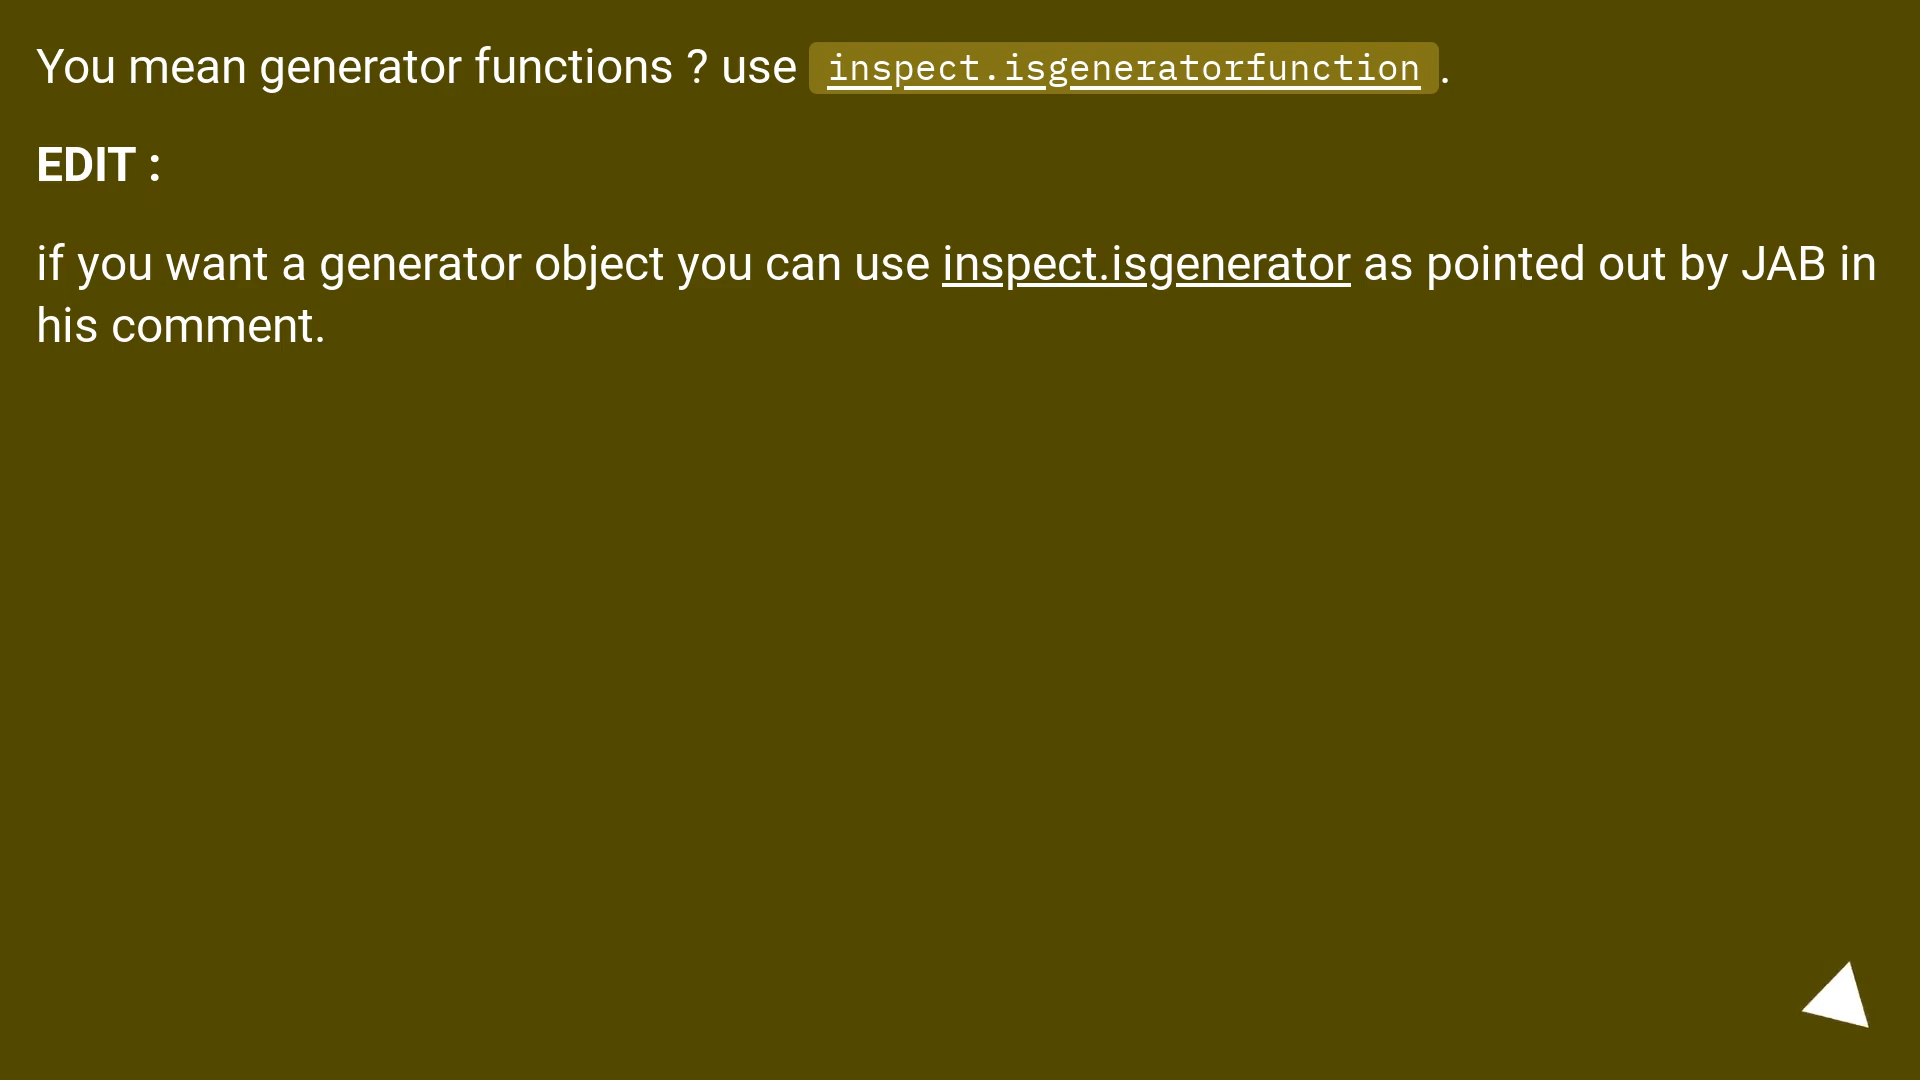 You mean generator functions ? use inspect.isgeneratorfunction.
EDIT :
if you want a generator object you can use inspect.isgenerator as pointed out by JAB in
his comment.